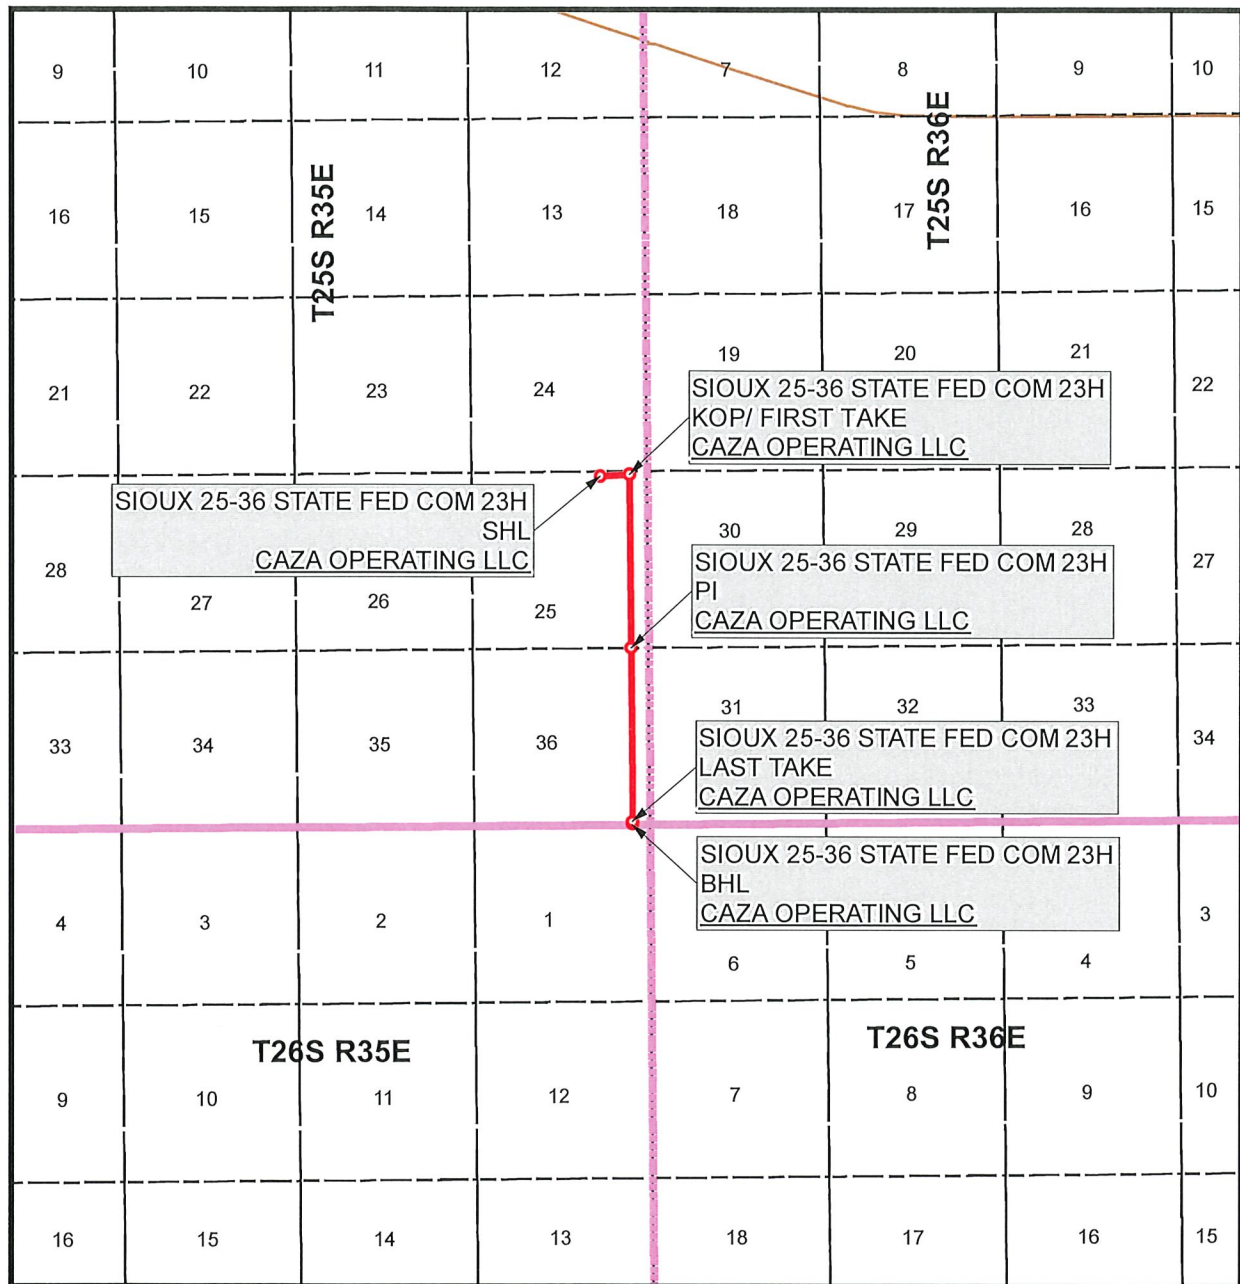 9 10 11 12 7 8 9 10
T25S R35E
T25S R36E
16 15 14 13 18 17 16 15
19 20 21
21 22 23 24 22
SIOUX 25-36 STATE FED COM 23H
KOP/ FIRST TAKE
CAZA OPERATING LLC
SIOUX 25-36 STATE FED COM 23H
SHL
CAZA OPERATING LLC
30 29 28
28 27
27 26 25
SIOUX 25-36 STATE FED COM 23H
PI
CAZA OPERATING LLC
31 32 33
33 34 35 36 34
SIOUX 25-36 STATE FED COM 23H
LAST TAKE
CAZA OPERATING LLC
SIOUX 25-36 STATE FED COM 23H
BHL
CAZA OPERATING LLC
4 3 2 1 3
6 5 4
T26S R35E
T26S R36E
9 10 11 12 7 8 9 10
16 15 14 13 18 17 16 15